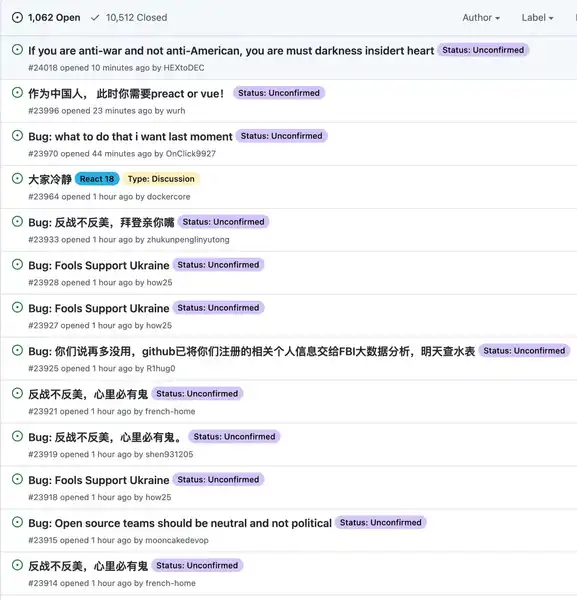 1,062 Open 10,512 Closed Author Label
If you are anti-war and not anti-American, you are must darkness insidert heart Status: Unconfirmed
#24018 opened 10 minutes ago by HEXtoDEC
作为中国人， 此时你需要preact or vue！ Status: Unconfirmed
#23996 opened 23 minutes ago by wurh
Bug: what to do that i want last moment Status: Unconfirmed
#23970 opened 44 minutes ago by OnClick9927
大家冷静 React 18 Type: Discussion
#23964 opened 1 hour ago by dockercore
Bug: 反战不反美，拜登亲你嘴 Status: Unconfirmed
#23933 opened 1 hour ago by zhukunpenglinyutong
Bug: Fools Support Ukraine Status: Unconfirmed
#23928 opened 1 hour ago by how25
Bug: Fools Support Ukraine Status: Unconfirmed
#23927 opened 1 hour ago by how25
Bug: 你们说再多没用，github已将你们注册的相关个人信息交给FBI大数据分析，明天查水表 Status: Unconfirmed
#23925 opened 1 hour ago by R1hug0
反战不反美，心里必有鬼 Status: Unconfirmed
#23921 opened 1 hour ago by french-home
Bug: 反战不反美，心里必有鬼。 Status: Unconfirmed
#23919 opened 1 hour ago by shen931205
Bug: Fools Support Ukraine Status: Unconfirmed
#23918 opened 1 hour ago by how25
Bug: Open source teams should be neutral and not political Status: Unconfirmed
#23915 opened 1 hour ago by mooncakedevop
反战不反美，心里必有鬼 Status: Unconfirmed
#23914 opened 1 hour ago by french-home